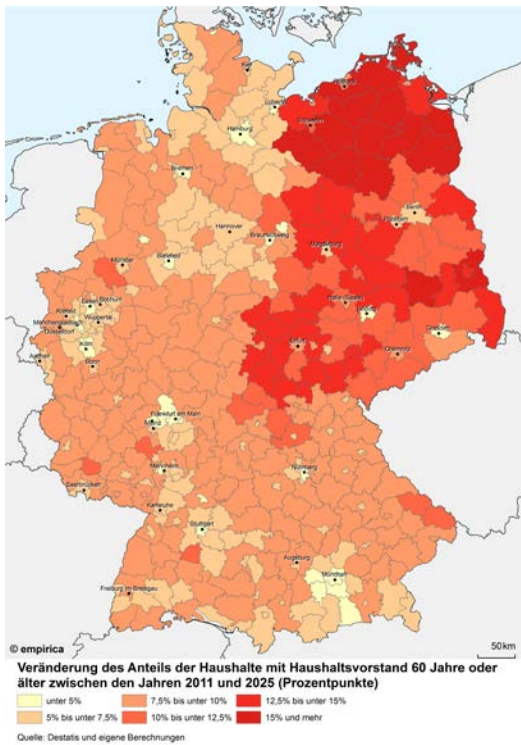 Kiel
Rostock
Lübeck
Schwerin
Hamburg
Bremen
Berlin
Potsdam
Hannover
Braunschweig
Magdeburg
Münster
Bielefeld
Halle (Saale)
Leipzig
Essen
Bochum
Krefeld
Wuppertal
Mönchengladbach
Düsseldorf
Dresden
Köln
Erfurt
Chemnitz
Aachen
Bonn
Frankfurt am Main
Mainz
Mannheim
Nürnberg
Saarbrücken
Karlsruhe
Stuttgart
Augsburg
München
Freiburg im Breisgau
© empirica
50 km
Veränderung des Anteils der Haushalte mit Haushaltsvorstand 60 Jahre oder
älter zwischen den Jahren 2011 und 2025 (Prozentpunkte)
unter 5% 7,5% bis unter 10% 12,5% bis unter 15%
5% bis unter 7,5% 10% bis unter 12,5% 15% und mehr
Quelle: Destatis und eigene Berechnungen